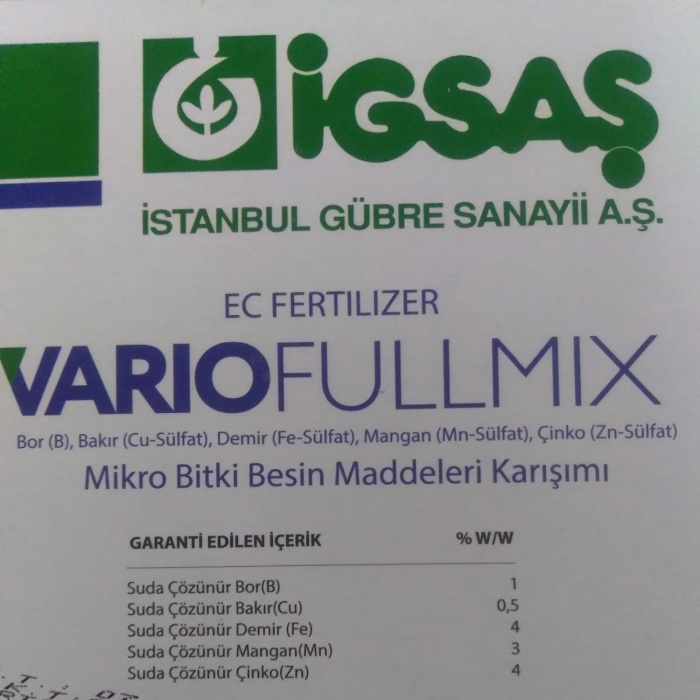 İGSAŞ
İSTANBUL GÜBRE SANAYİİ A.Ş.
EC FERTILIZER
VARIOFULLMIX
Bor (B), Bakır (Cu-Sülfat), Demir (Fe-Sülfat), Mangan (Mn-Sülfat), Çinko (Zn-Sülfat)
Mikro Bitki Besin Maddeleri Karışımı
GARANTİ EDİLEN İÇERİK % W/W
Suda Çözünür Bor(B) 1
Suda Çözünür Bakır(Cu) 0,5
Suda Çözünür Demir (Fe) 4
Suda Çözünür Mangan(Mn) 3
Suda Çözünür Çinko(Zn) 4